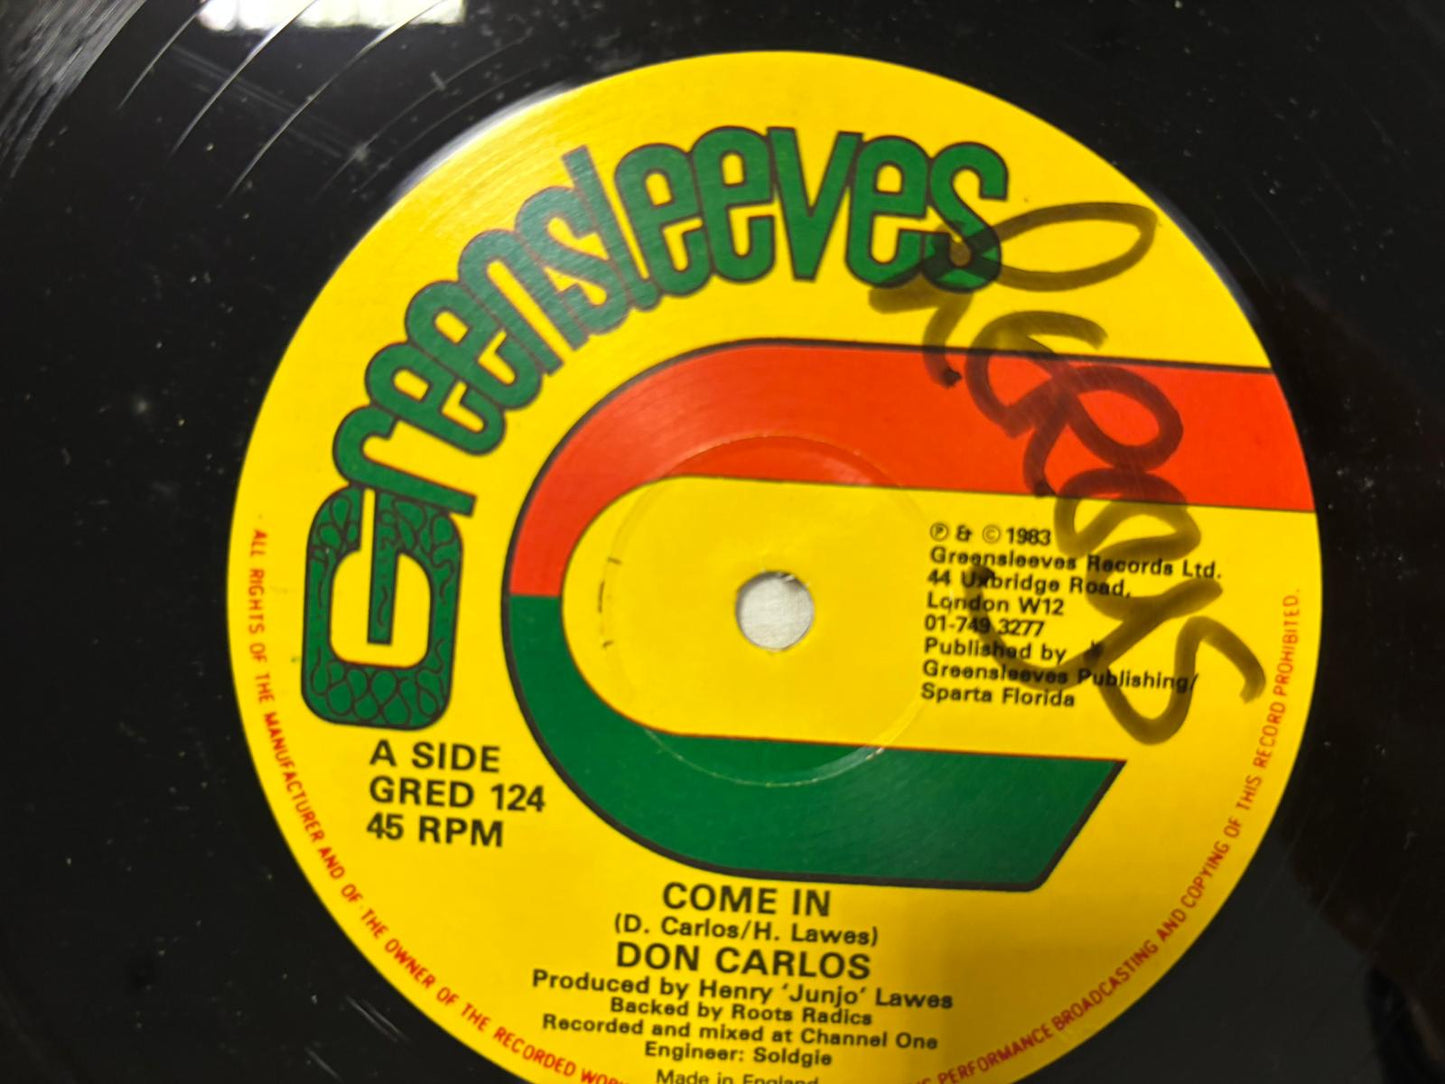 Greensleeves
℗ & © 1983
Greensleeves Records Ltd.
44 Uxbridge Road,
London W12
01-749 3277
Published by
Greensleeves Publishing/
Sparta Florida
A SIDE
GRED 124
45 RPM
COME IN
(D. Carlos/H. Lawes)
DON CARLOS
Produced by Henry 'Junjo' Lawes
Backed by Roots Radics
Recorded and mixed at Channel One
Engineer: Soldgie
Made in England
ALL RIGHTS OF THE MANUFACTURER AND OF THE OWNER OF THE RECORDED
PERFORMANCE BROADCASTING AND COPYING OF THIS RECORD PROHIBITED.